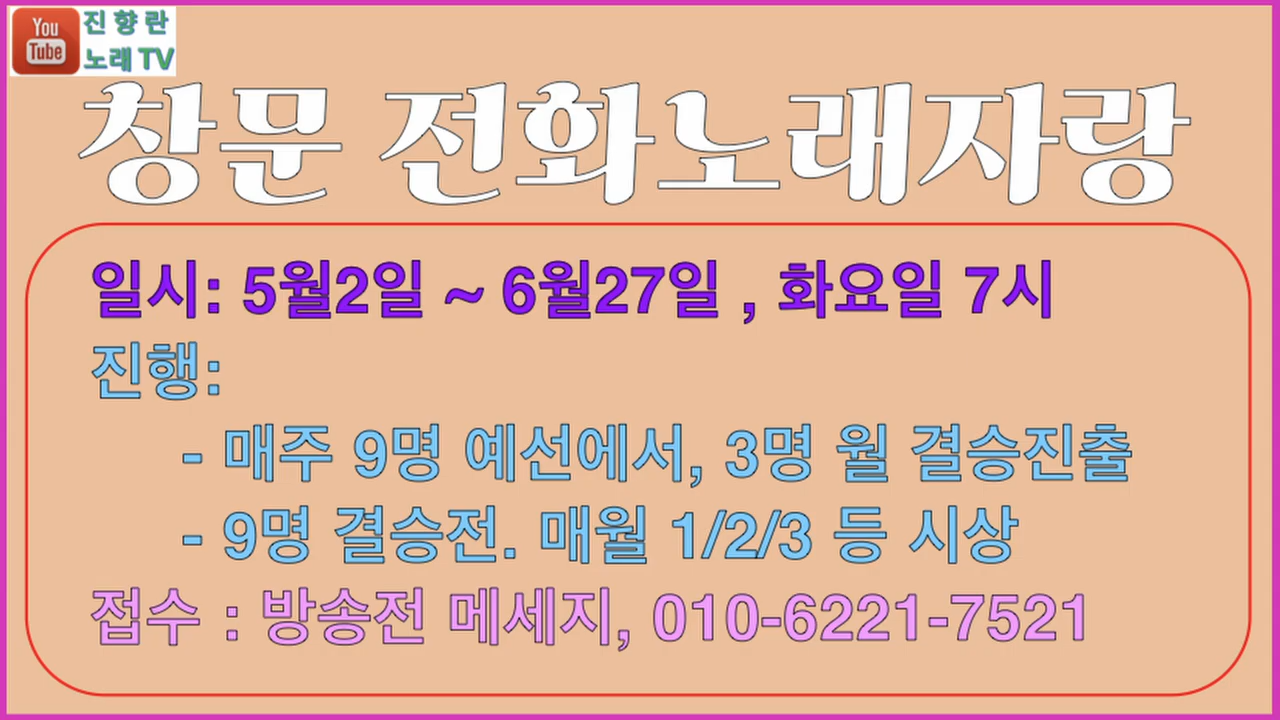 You
Tube
진향란
노래TV
창문 전화노래자랑
일시: 5월2일 ~ 6월27일 , 화요일 7시
진행:
- 매주 9명 예선에서, 3명 월 결승진출
- 9명 결승전. 매월 1/2/3 등 시상
접수 : 방송전 메세지, 010-6221-7521